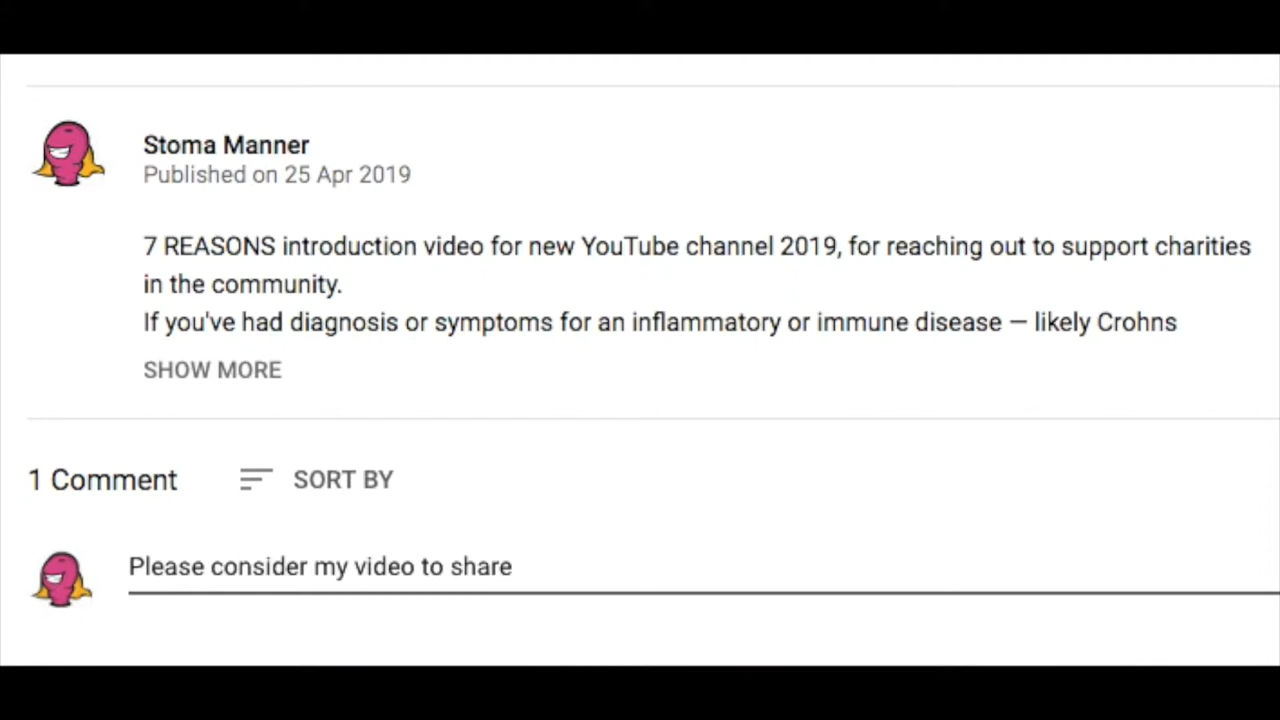 Stoma Manner
Published on 25 Apr 2019
7 REASONS introduction video for new YouTube channel 2019, for reaching out to support charities
in the community.
If you've had diagnosis or symptoms for an inflammatory or immune disease — likely Crohns
SHOW MORE
1 Comment SORT BY
Please consider my video to share